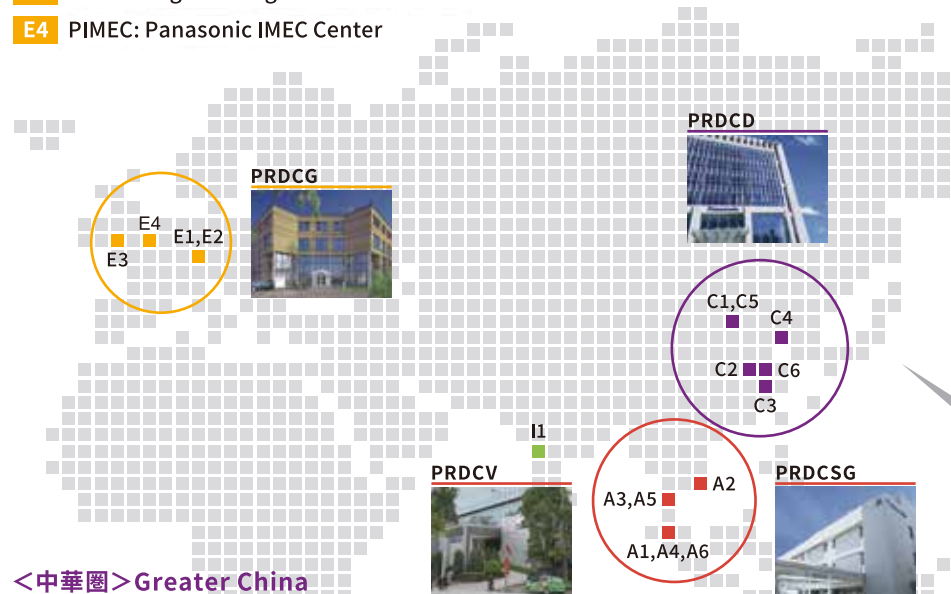 E4 PIMEC: Panasonic IMEC Center
PRDCD
PRDCG
E4
E1,E2
E3
C1,C5
C4
C2
C6
C3
I1
PRDCV
PRDCSG
A2
A3,A5
A1,A4,A6
<中華圏>Greater China